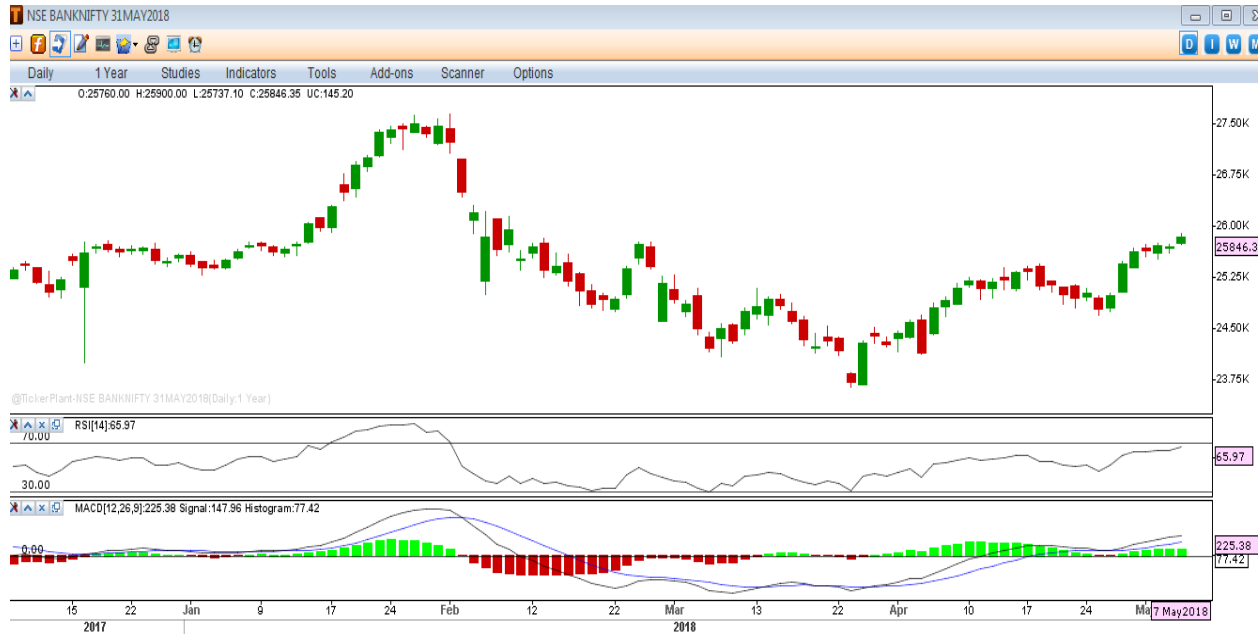 NSE BANKNIFTY 31MAY2018
D I W M
Daily 1 Year Studies Indicators Tools Add-ons Scanner Options
O:25760.00 H:25900.00 L:25737.10 C:25846.35 UC:145.20
27.50K
26.75K
26.00K
25846.3
25.25K
24.50K
23.75K
@TickerPlant-NSE BANKNIFTY 31MAY2018(Daily:1 Year)
RSI[14]:65.97
70.00
65.97
30.00
MACD[12,26,9]:225.38 Signal:147.96 Histogram:77.42
0.00
225.38
77.42
15 22 Jan 9 17 24 Feb 12 22 Mar 13 22 Apr 10 17 24 Ma 7 May2018
2017 2018